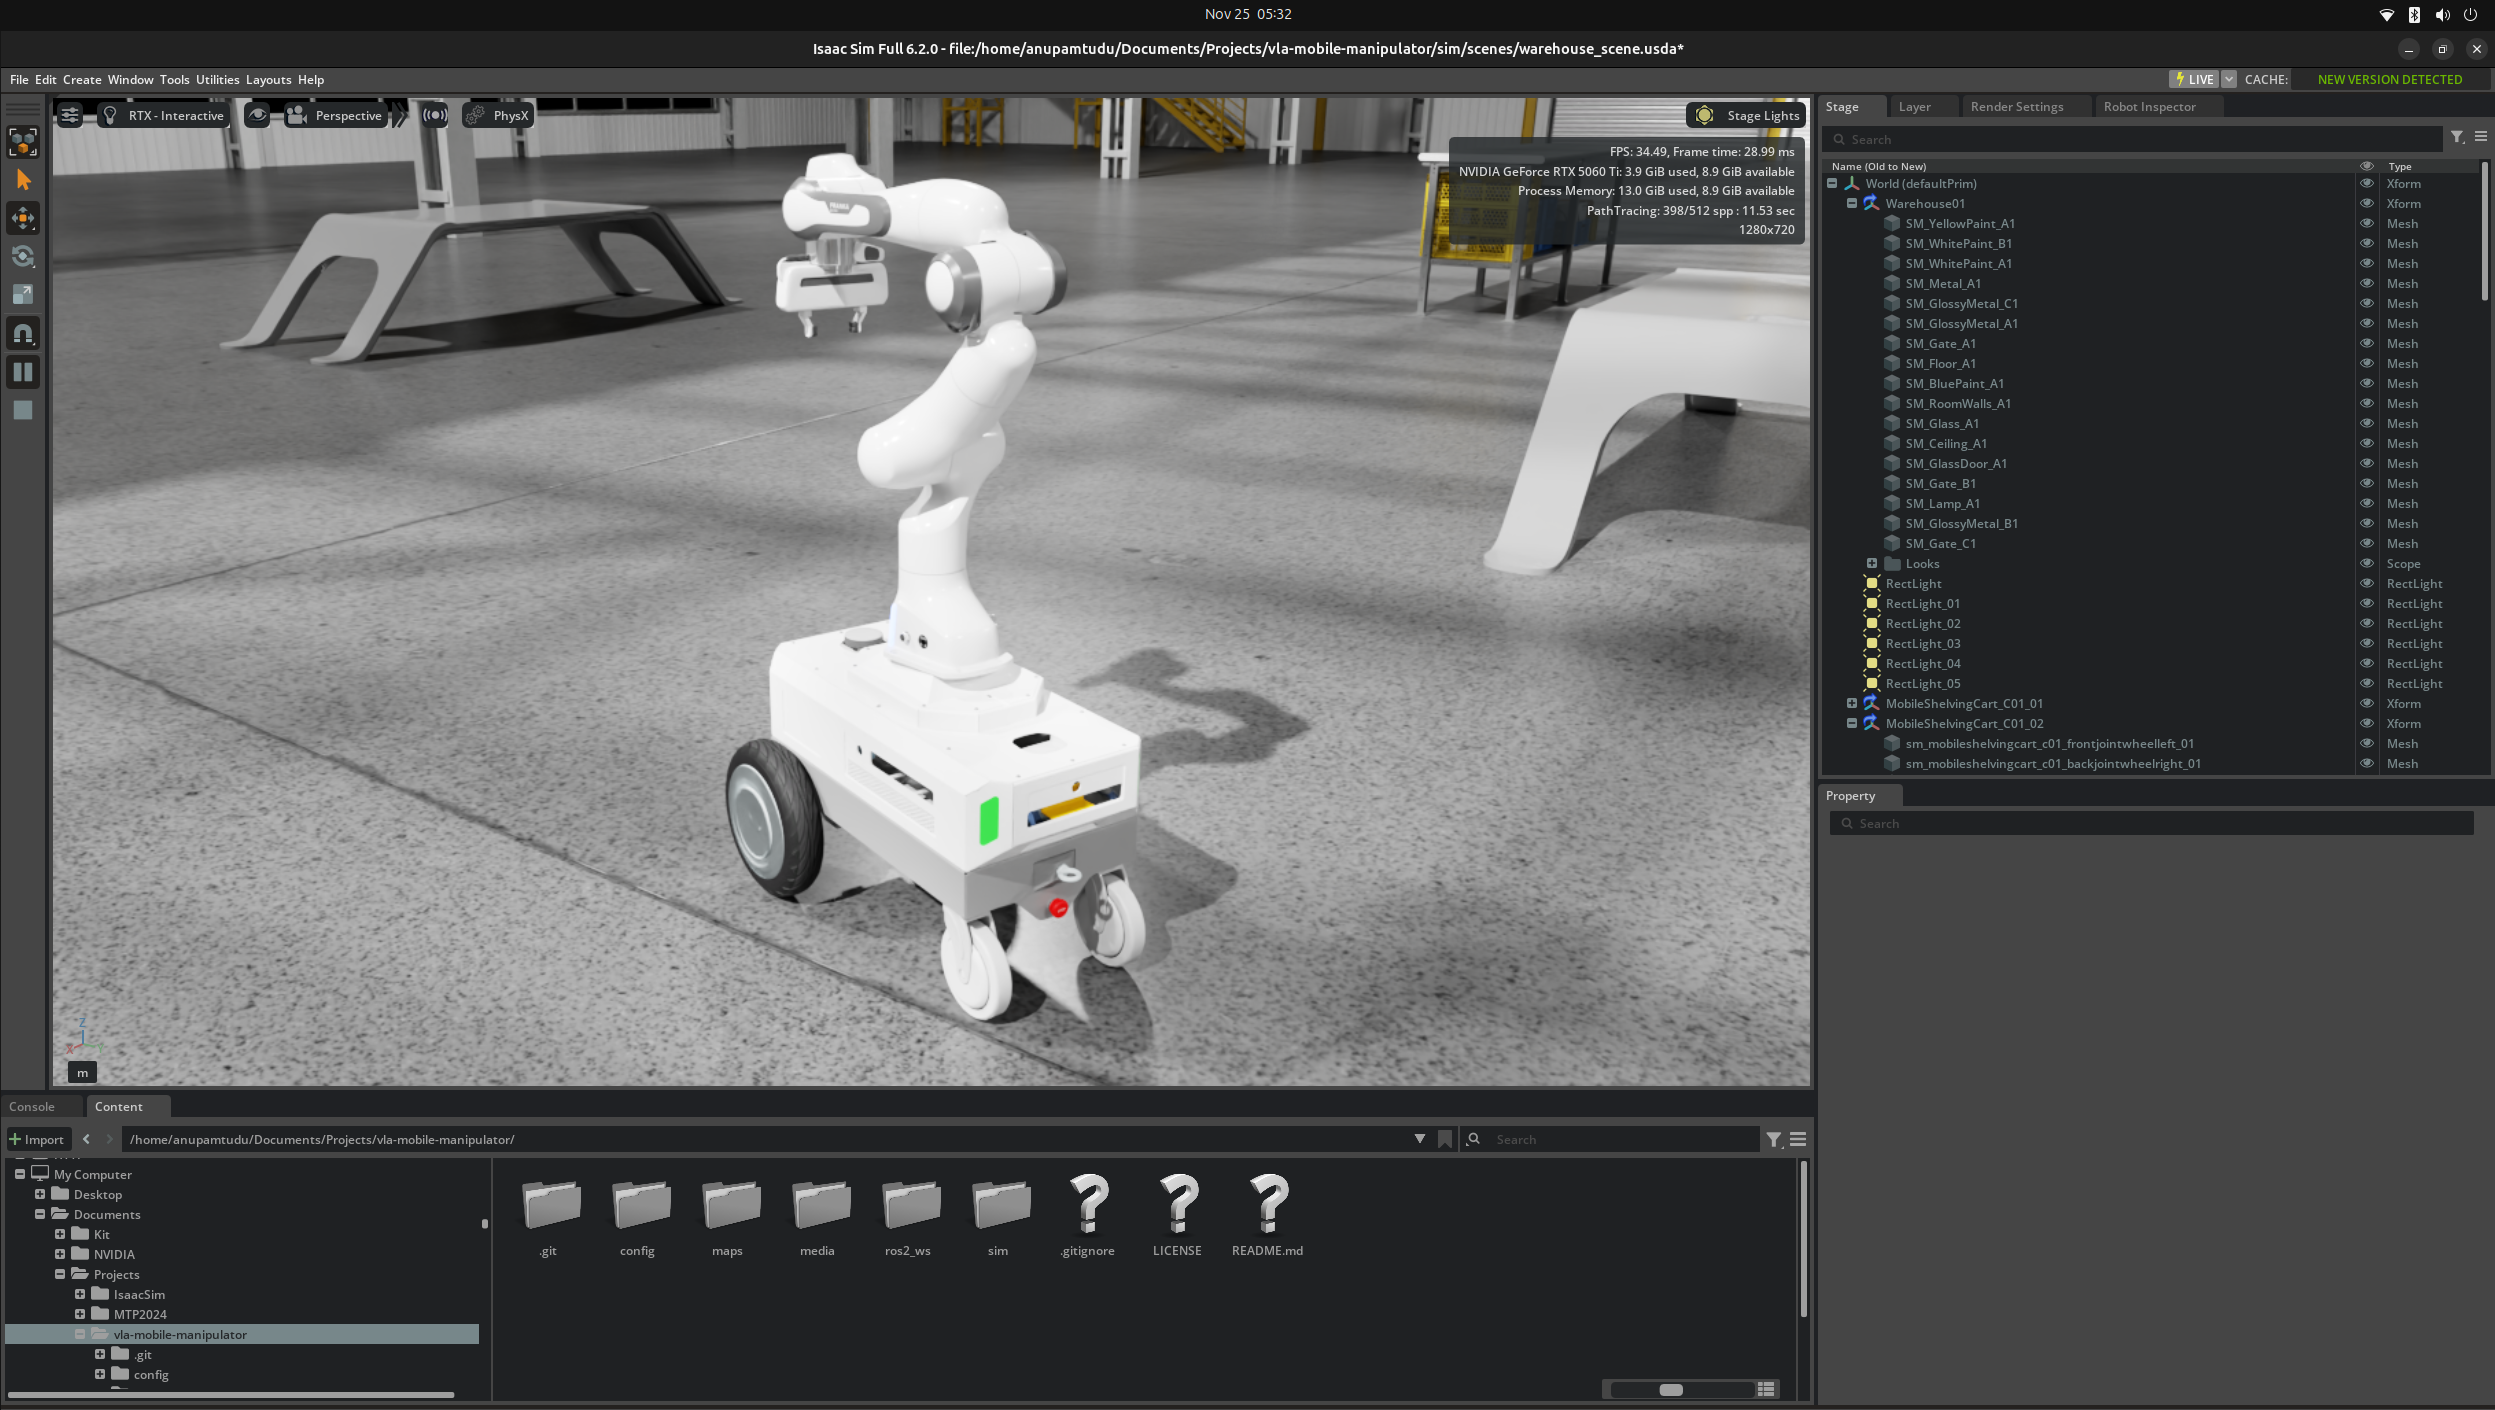 Nov 25 05:32
Isaac Sim Full 6.2.0 - file:/home/anupamtudu/Documents/Projects/vla-mobile-manipulator/sim/scenes/warehouse_scene.usda*
File Edit Create Window Tools Utilities Layouts Help
LIVE CACHE: NEW VERSION DETECTED
RTX - Interactive Perspective PhysX Stage Lights
FPS: 34.49, Frame time: 28.99 ms
NVIDIA GeForce RTX 5060 Ti: 3.9 GiB used, 8.9 GiB available
Process Memory: 13.0 GiB used, 8.9 GiB available
PathTracing: 398/512 spp : 11.53 sec
1280x720
Z
m
Stage Layer Render Settings Robot Inspector
Search
Name (Old to New) Type
World (defaultPrim) Xform
Warehouse01 Xform
SM_YellowPaint_A1 Mesh
SM_WhitePaint_B1 Mesh
SM_WhitePaint_A1 Mesh
SM_Metal_A1 Mesh
SM_GlossyMetal_C1 Mesh
SM_GlossyMetal_A1 Mesh
SM_Gate_A1 Mesh
SM_Floor_A1 Mesh
SM_BluePaint_A1 Mesh
SM_RoomWalls_A1 Mesh
SM_Glass_A1 Mesh
SM_Ceiling_A1 Mesh
SM_GlassDoor_A1 Mesh
SM_Gate_B1 Mesh
SM_Lamp_A1 Mesh
SM_GlossyMetal_B1 Mesh
SM_Gate_C1 Mesh
Looks Scope
RectLight RectLight
RectLight_01 RectLight
RectLight_02 RectLight
RectLight_03 RectLight
RectLight_04 RectLight
RectLight_05 RectLight
MobileShelvingCart_C01_01 Xform
MobileShelvingCart_C01_02 Xform
sm_mobileshelvingcart_c01_frontjointwheelleft_01 Mesh
sm_mobileshelvingcart_c01_backjointwheelright_01 Mesh
Property
Search
Console Content
Import /home/anupamtudu/Documents/Projects/vla-mobile-manipulator/ Search
My Computer
Desktop
Documents
Kit
NVIDIA
Projects
IsaacSim
MTP2024
vla-mobile-manipulator
.git
config
.git config maps media ros2_ws sim .gitignore LICENSE README.md